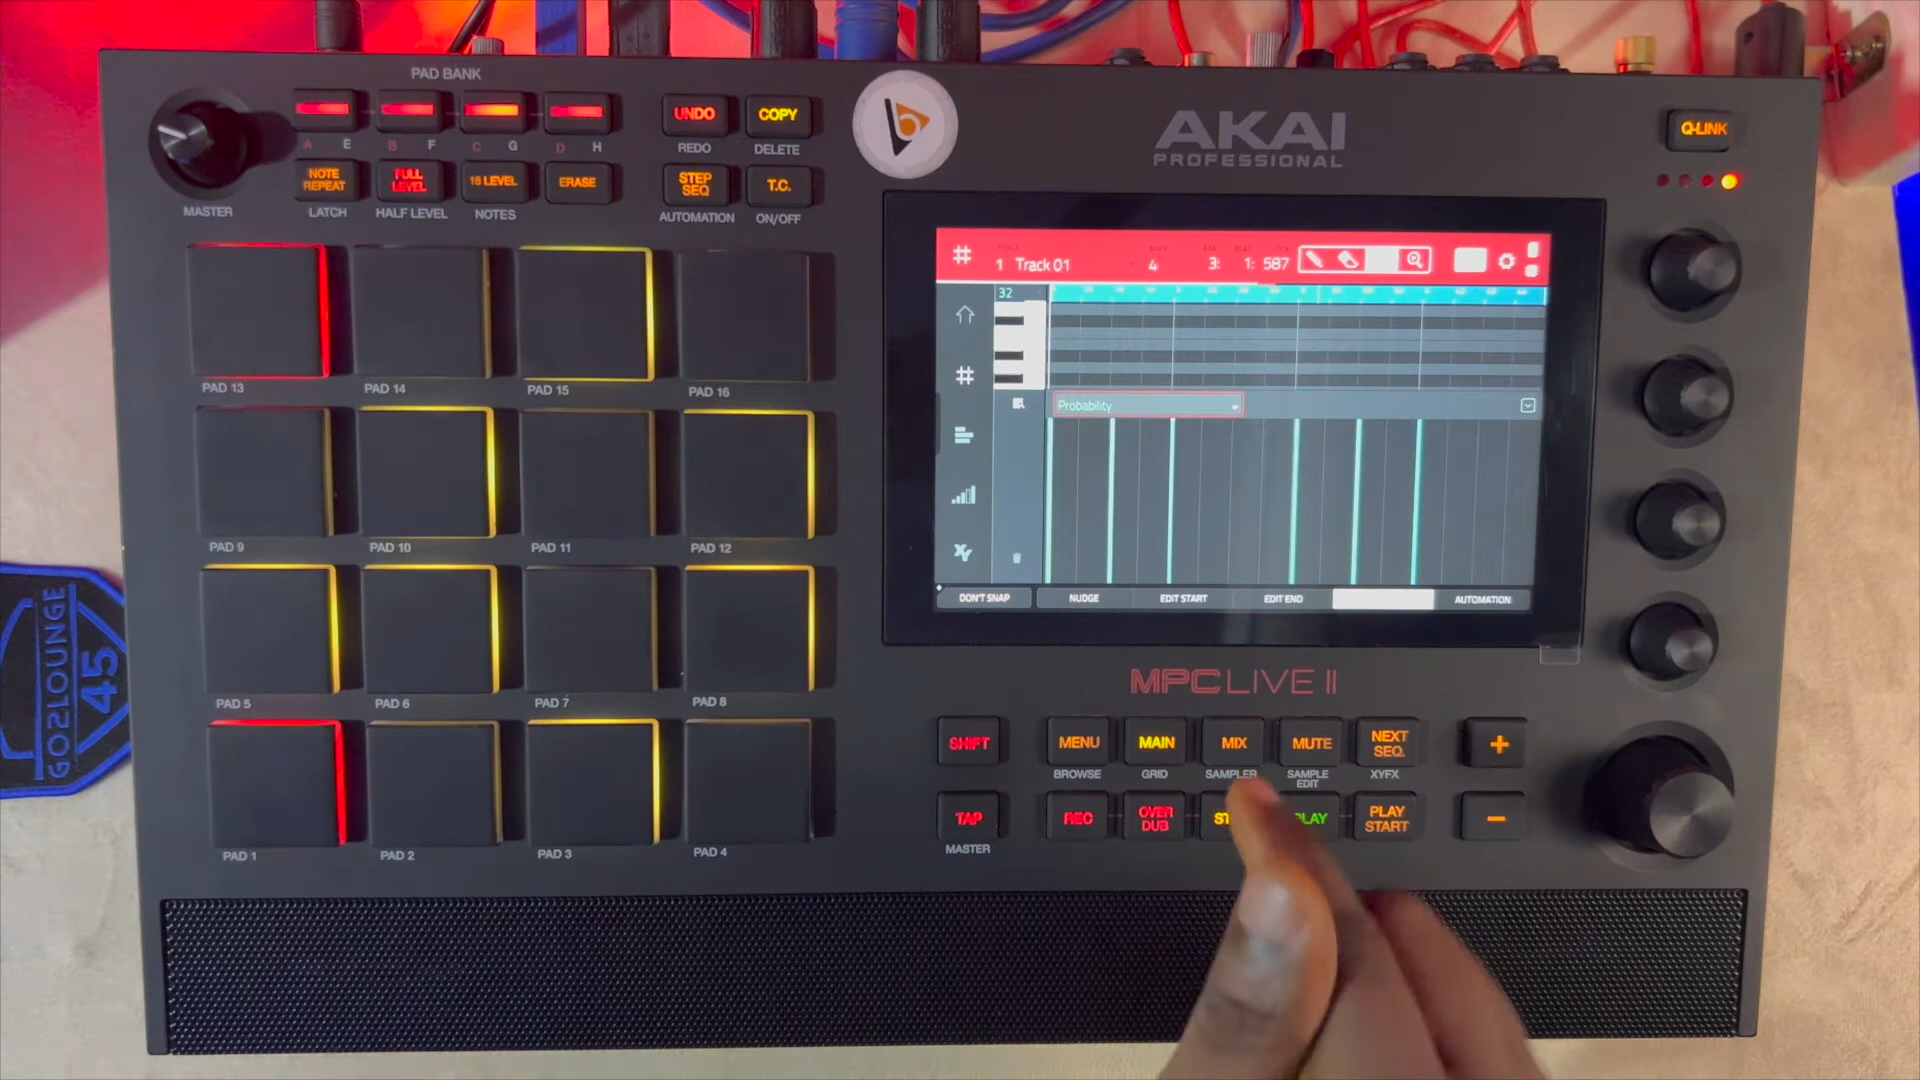 PAD BANK
A E B F C G D H
UNDO COPY
REDO DELETE
NOTE REPEAT
FULL LEVEL
16 LEVEL
ERASE
STEP SEQ
T.C.
LATCH HALF LEVEL NOTES
AUTOMATION ON/OFF
MASTER
AKAI
PROFESSIONAL
Q-LINK
1 Track 01 4 3: 1: 587
32
Probability
DON'T SNAP NUDGE EDIT START EDIT END AUTOMATION
PAD 13 PAD 14 PAD 15 PAD 16
PAD 9 PAD 10 PAD 11 PAD 12
PAD 5 PAD 6 PAD 7 PAD 8
PAD 1 PAD 2 PAD 3 PAD 4
MPC LIVE II
SHIFT MENU MAIN MIX MUTE NEXT SEQ. +
BROWSE GRID SAMPLER SAMPLE EDIT XYFX
TAP REC OVER DUB PLAY PLAY START −
MASTER
GO2LOUNGE
45